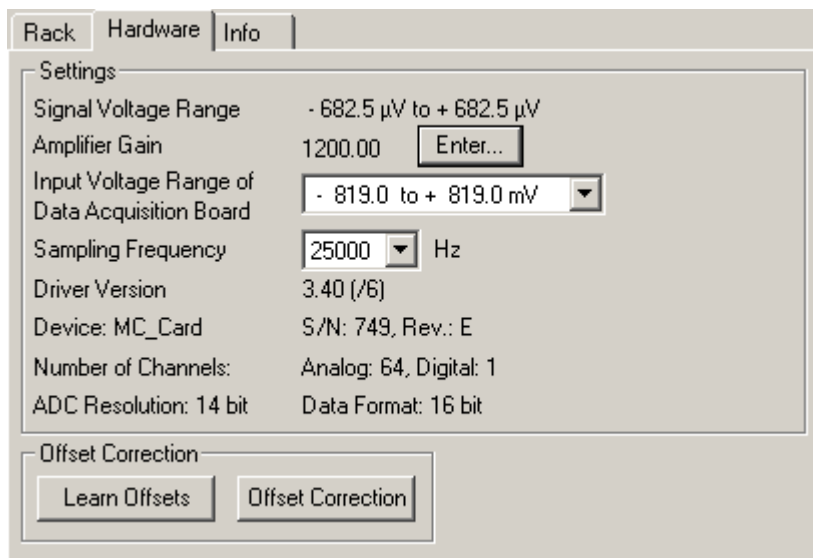 Rack Hardware Info
Settings
Signal Voltage Range - 682.5 µV to + 682.5 µV
Amplifier Gain 1200.00 Enter...
Input Voltage Range of
Data Acquisition Board - 819.0 to + 819.0 mV
Sampling Frequency 25000 Hz
Driver Version 3.40 (/6)
Device: MC_Card S/N: 749, Rev.: E
Number of Channels: Analog: 64, Digital: 1
ADC Resolution: 14 bit Data Format: 16 bit
Offset Correction
Learn Offsets Offset Correction